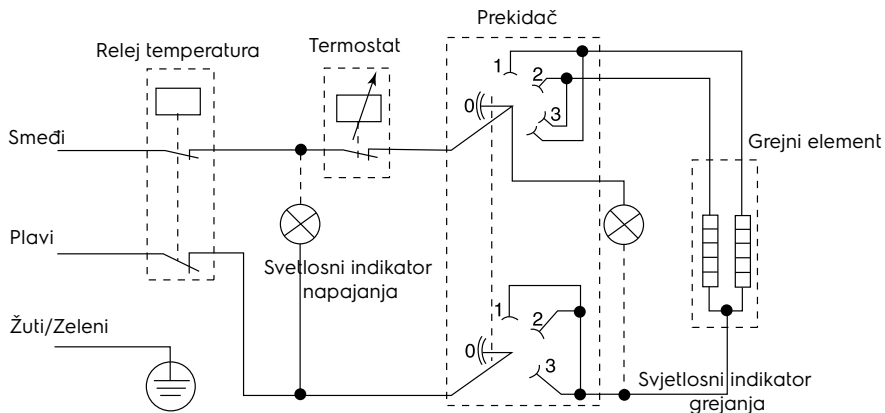 Prekidač
Relej temperatura
Termostat
1
2
0
3
Smeđi
Grejni element
Plavi
Svetlosni indikator
napajanja
1
2
0
3
Žuti/Zeleni
Svjetlosni indikator
grejanja